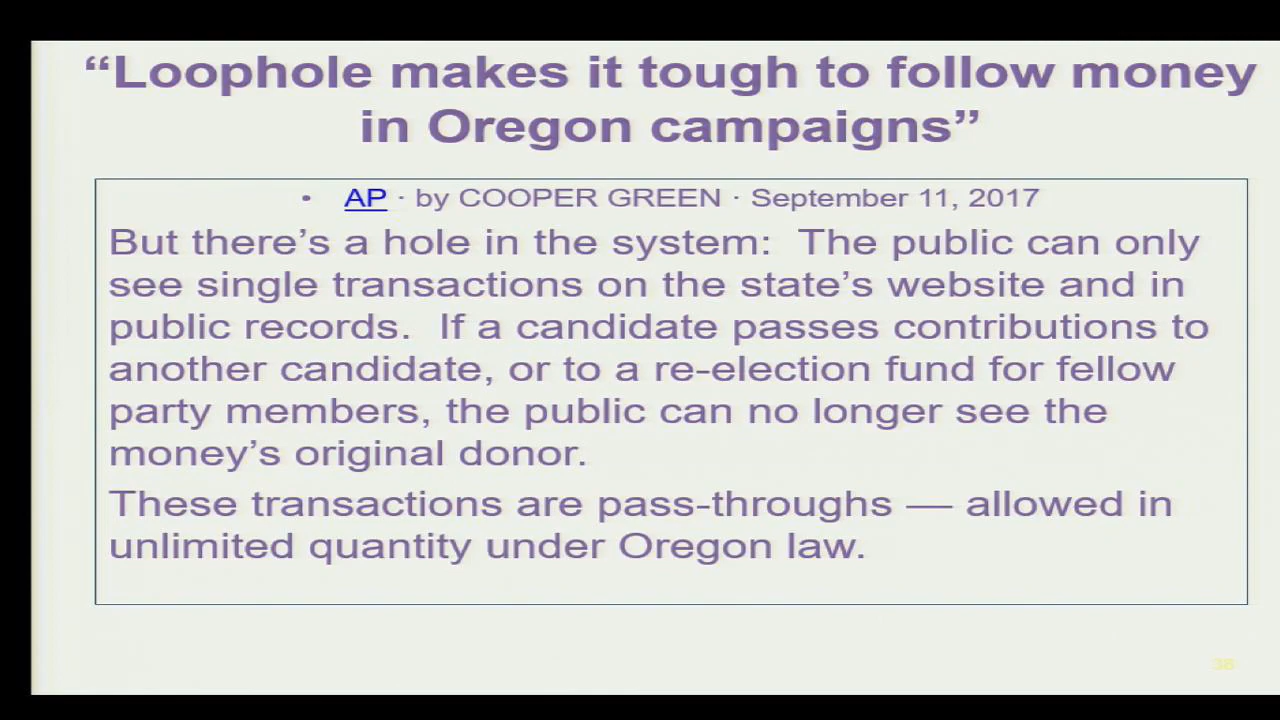 “Loophole makes it tough to follow money
in Oregon campaigns”
• AP · by COOPER GREEN · September 11, 2017
But there’s a hole in the system:  The public can only
see single transactions on the state’s website and in
public records.  If a candidate passes contributions to
another candidate, or to a re-election fund for fellow
party members, the public can no longer see the
money’s original donor.
These transactions are pass-throughs — allowed in
unlimited quantity under Oregon law.
38